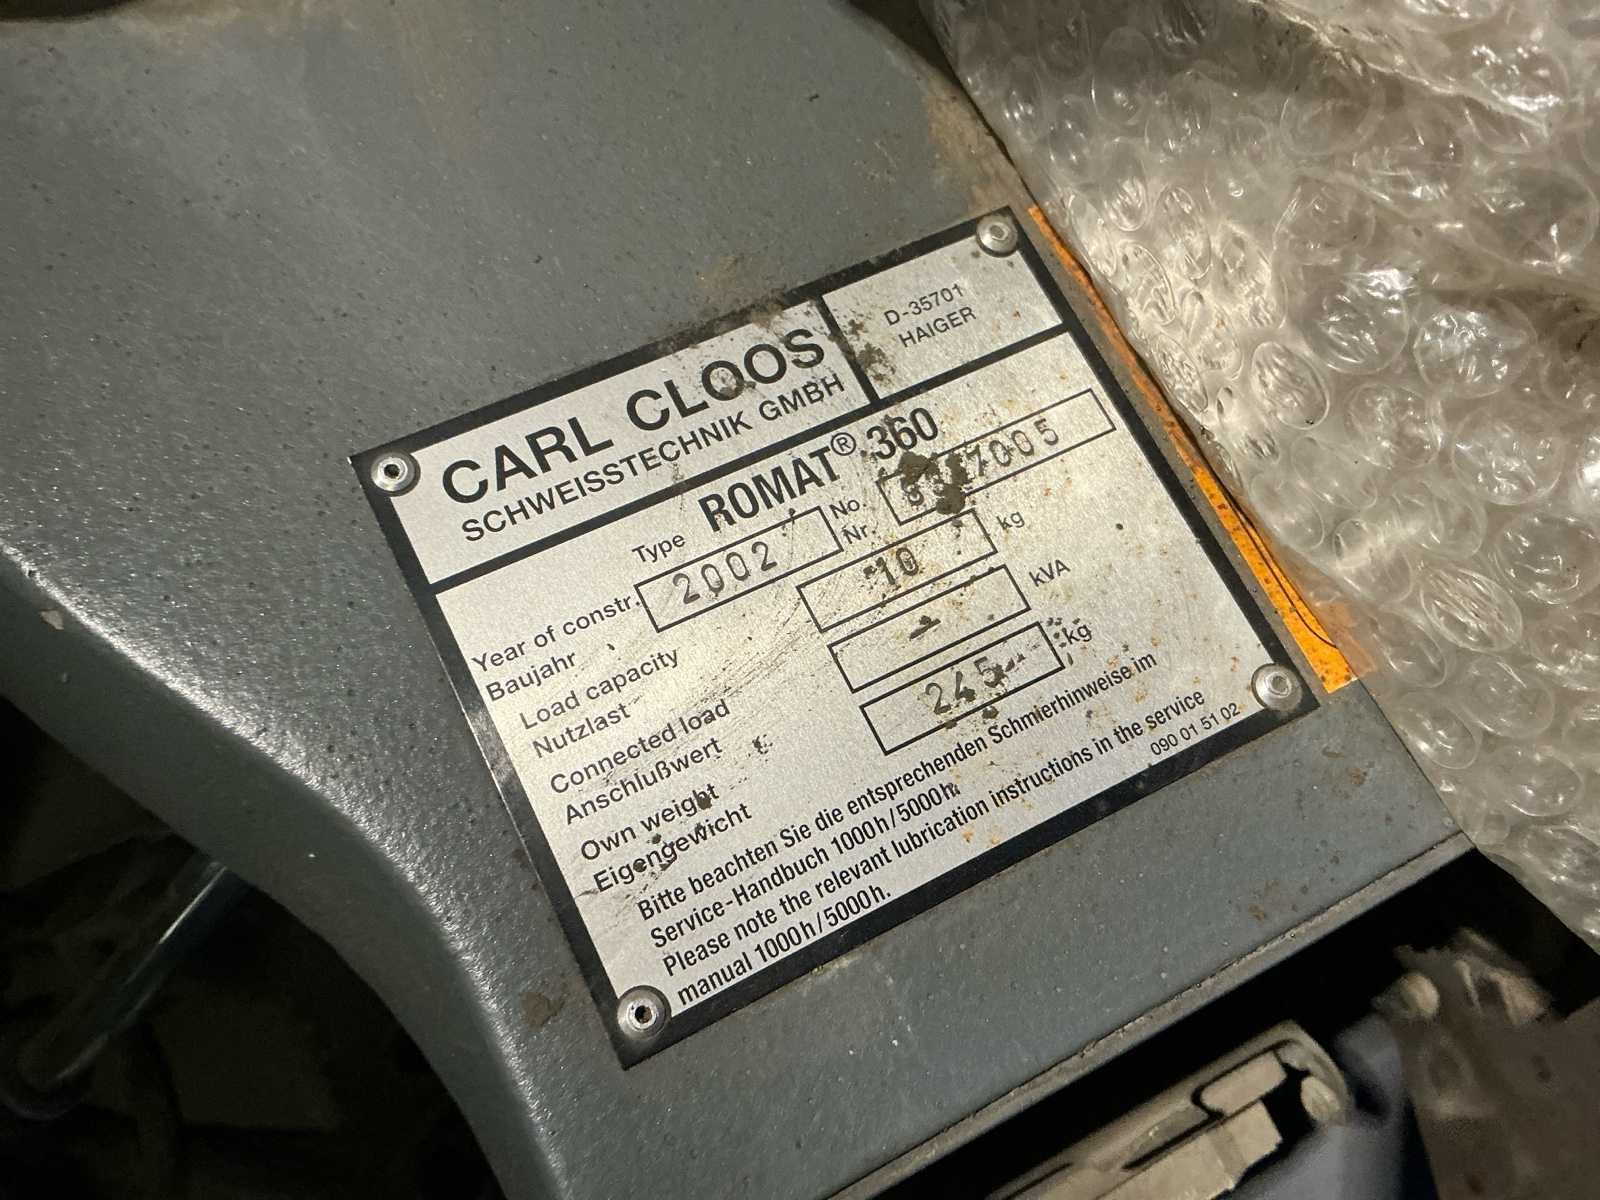 CARL CLOOS
SCHWEISSTECHNIK GMBH
D-35701
HAIGER
Type ROMAT® 360
Year of constr. 2002 No.
Baujahr Nr.
Load capacity 10 kg
Nutzlast
Connected load kVA
Anschlußwert
Own weight 245 kg
Eigengewicht
Bitte beachten Sie die entsprechenden Schmierhinweise im
Service-Handbuch 1000h/5000h.
Please note the relevant lubrication instructions in the service
manual 1000h/5000h.
090 01 51 02